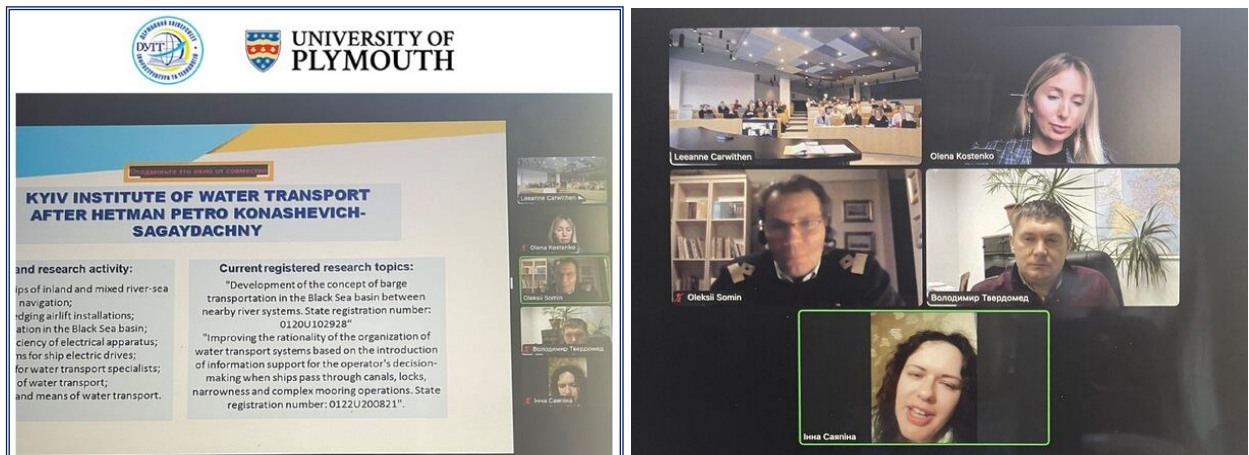 ДЕРЖАВНИЙ УНІВЕРСИТЕТ
ДУІТ
ІНФРАСТРУКТУРИ ТА ТЕХНОЛОГІЙ
UNIVERSITY OF
PLYMOUTH
KYIV INSTITUTE OF WATER TRANSPORT
AFTER HETMAN PETRO KONASHEVICH-
SAGAYDACHNY
and research activity:
ips of inland and mixed river-sea
navigation;
edging airlift installations;
ation in the Black Sea basin;
ciency of electrical apparatus;
ms for ship electric drives;
for water transport specialists;
of water transport;
and means of water transport.
Current registered research topics:
"Development of the concept of barge
transportation in the Black Sea basin between
nearby river systems. State registration number:
0120U102928"
"Improving the rationality of the organization of
water transport systems based on the introduction
of information support for the operator's decision-
making when ships pass through canals, locks,
narrowness and complex mooring operations. State
registration number: 0122U200821".
Leeanne Carwithen
Olena Kostenko
Oleksii Somin
Володимир Твердомед
Інна Саяпіна
Leeanne Carwithen
Olena Kostenko
Oleksii Somin
Володимир Твердомед
Інна Саяпіна